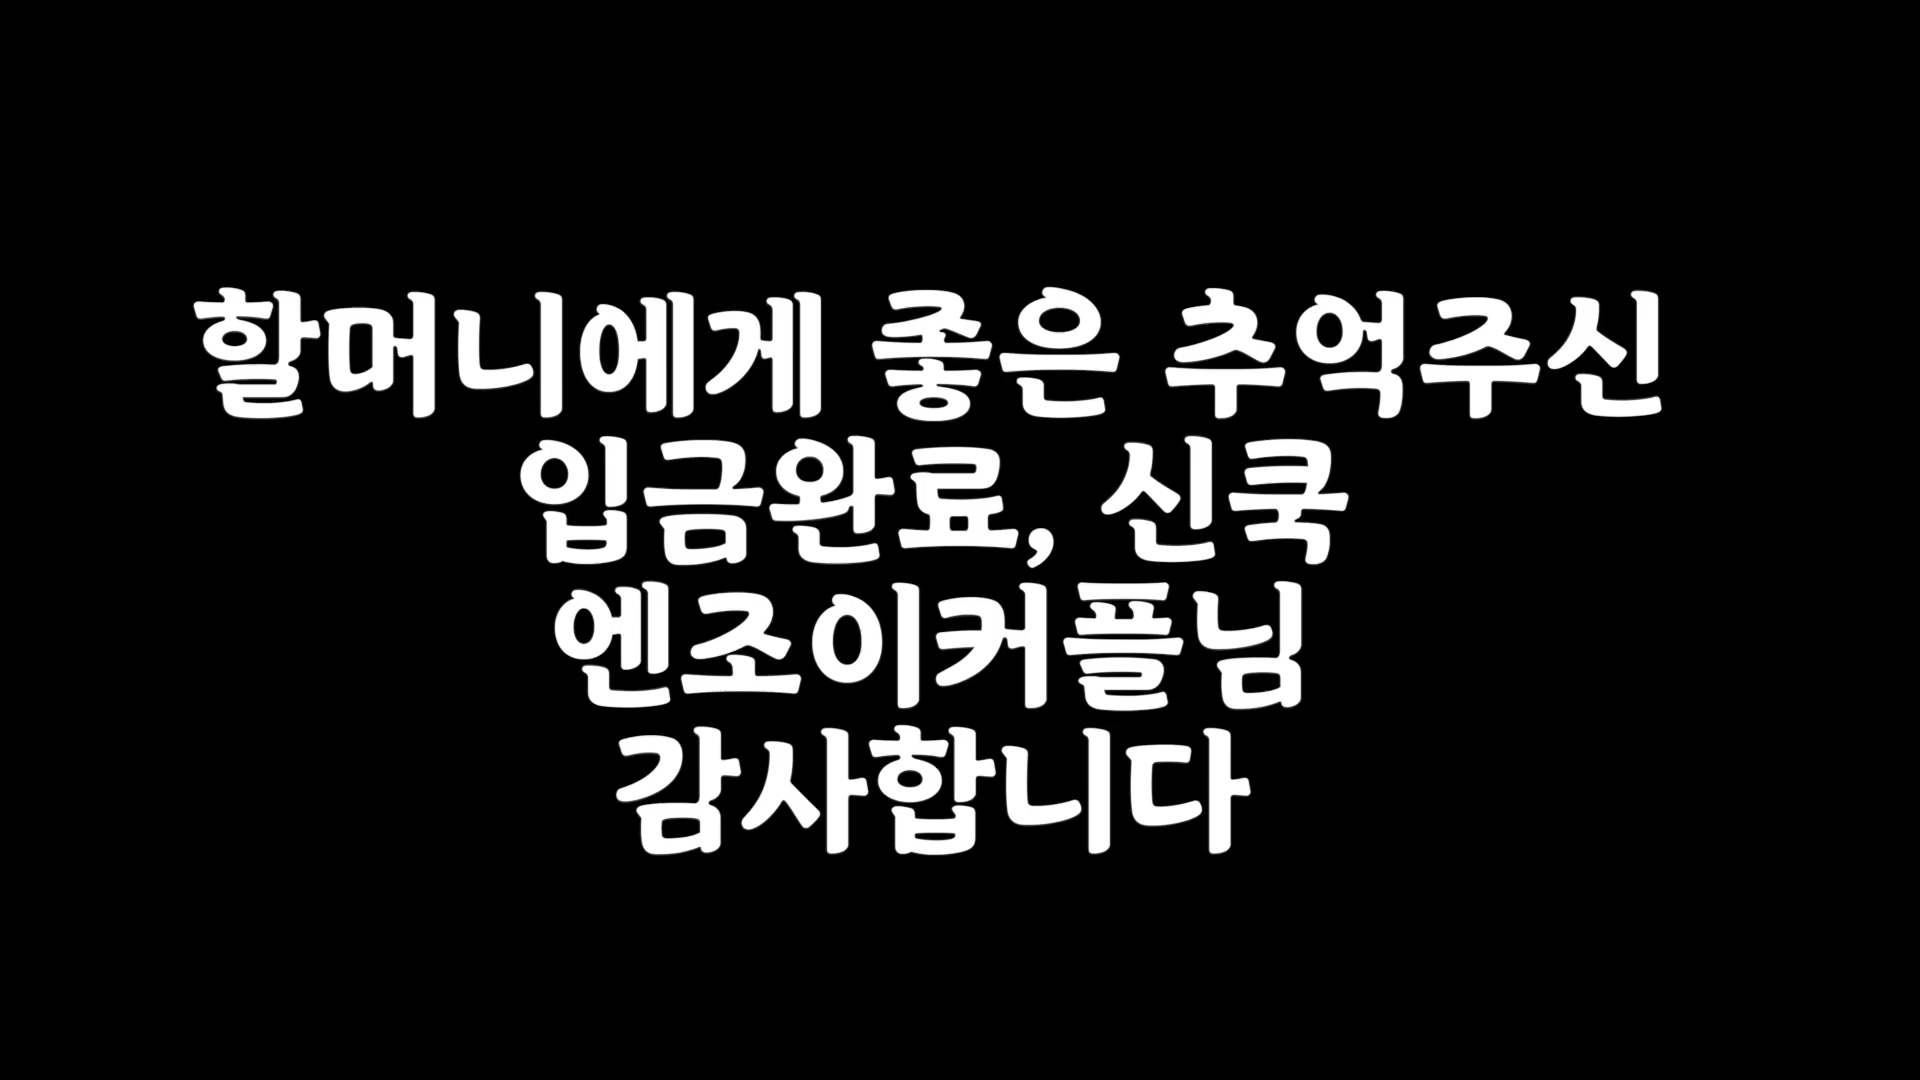 할머니에게 좋은 추억주신
입금완료, 신쿡
엔조이커플님
감사합니다